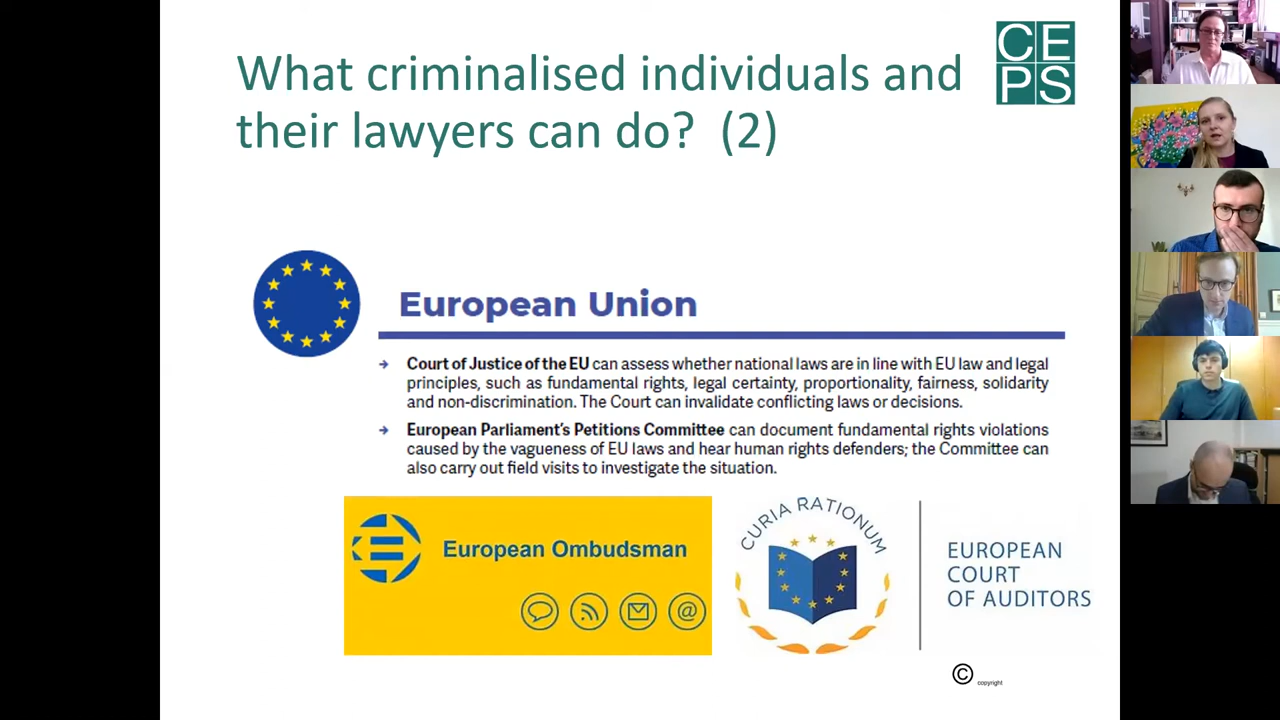 What criminalised individuals and
their lawyers can do? (2)
CE
PS
European Union
→ Court of Justice of the EU can assess whether national laws are in line with EU law and legal
principles, such as fundamental rights, legal certainty, proportionality, fairness, solidarity
and non-discrimination. The Court can invalidate conflicting laws or decisions.
→ European Parliament's Petitions Committee can document fundamental rights violations
caused by the vagueness of EU laws and hear human rights defenders; the Committee can
also carry out field visits to investigate the situation.
European Ombudsman
@
CURIA RATIONUM
EUROPEAN
COURT
OF AUDITORS
© copyright